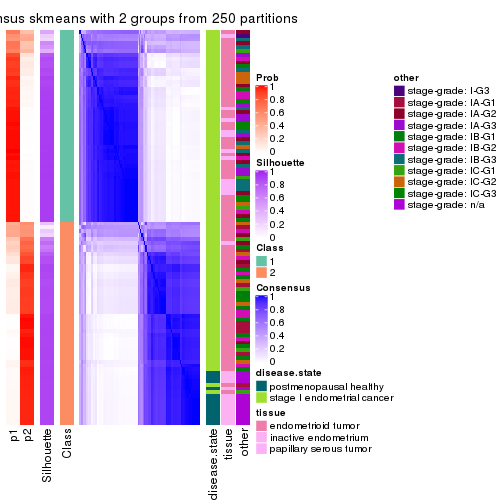 nsus skmeans with 2 groups from 250 partitions
Prob
1
0.8
0.6
0.4
0.2
0
Silhouette
1
0.8
0.6
0.4
0.2
0
Class
1
2
Consensus
1
0.8
0.6
0.4
0.2
0
disease.state
postmenopausal healthy
stage I endometrial cancer
tissue
endometrioid tumor
inactive endometrium
papillary serous tumor
other
stage-grade: I-G3
stage-grade: IA-G1
stage-grade: IA-G2
stage-grade: IA-G3
stage-grade: IB-G1
stage-grade: IB-G2
stage-grade: IB-G3
stage-grade: IC-G1
stage-grade: IC-G2
stage-grade: IC-G3
stage-grade: n/a
p1
p2
Silhouette
Class
disease.state
tissue
other